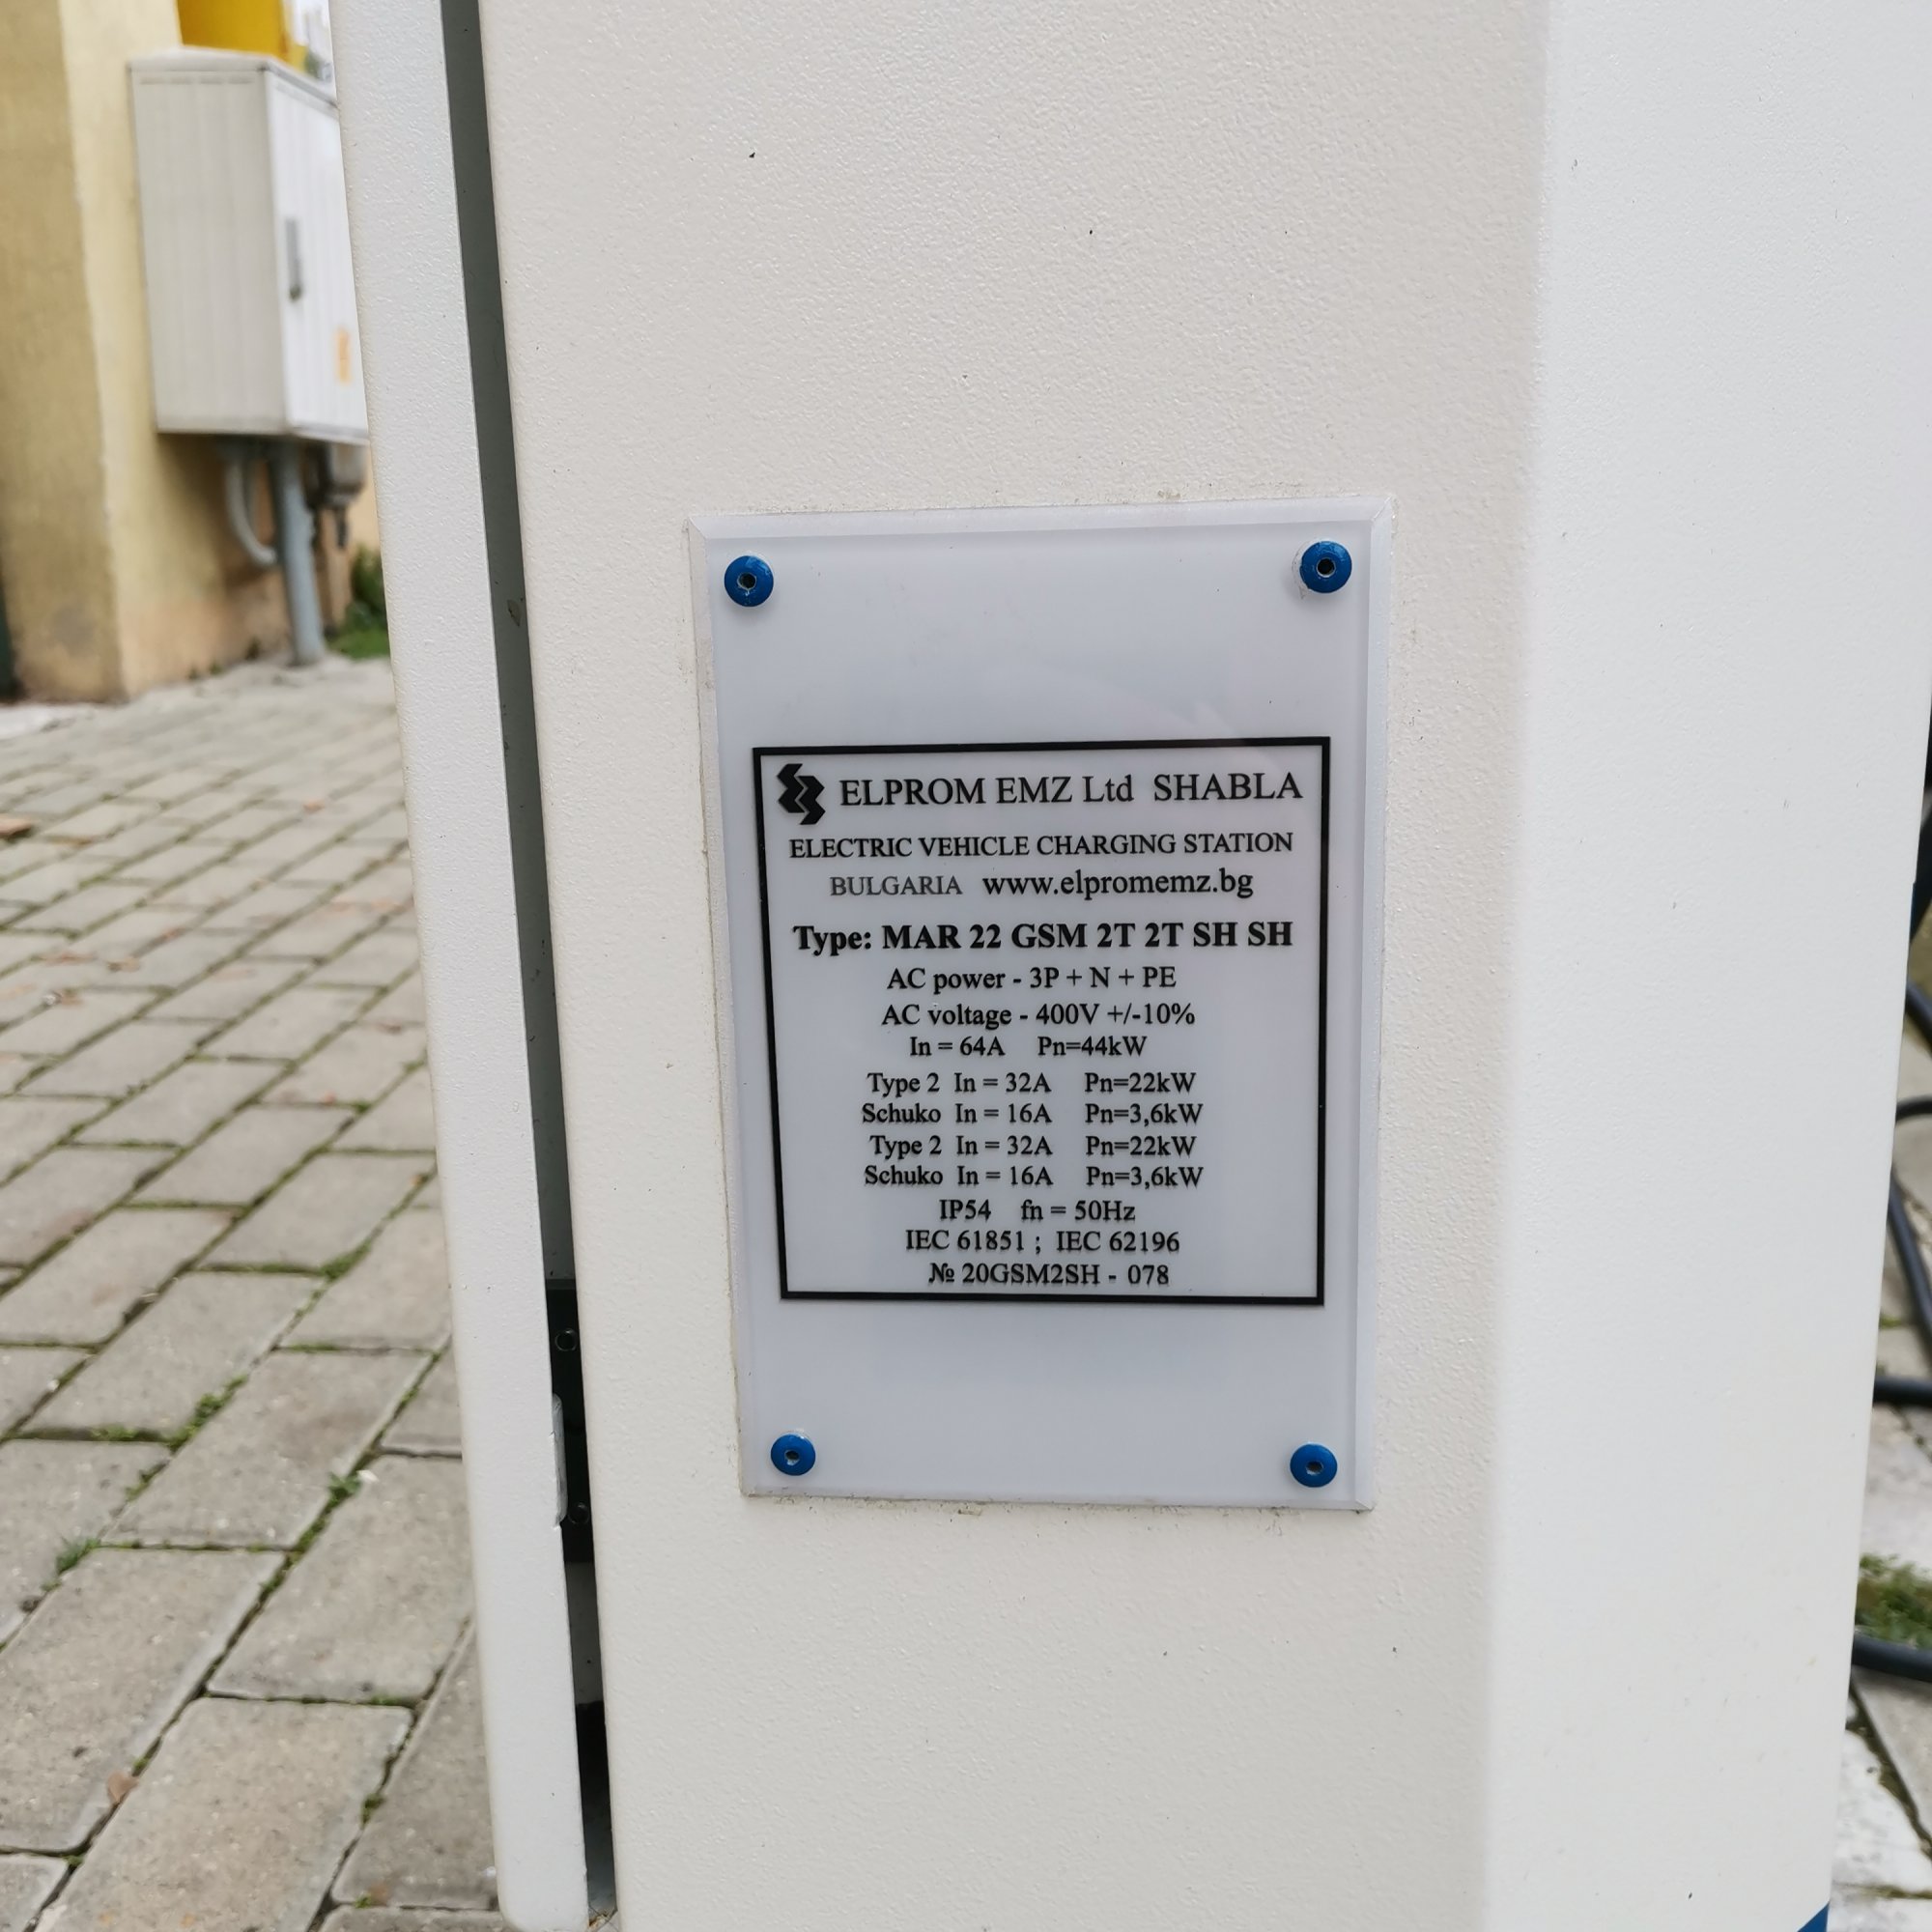 ELPROM EMZ Ltd SHABLA
ELECTRIC VEHICLE CHARGING STATION
BULGARIA www.elpromemz.bg
Type: MAR 22 GSM 2T 2T SH SH
AC power - 3P + N + PE
AC voltage - 400V +/-10%
In = 64A Pn=44kW
Type 2 In = 32A Pn=22kW
Schuko In = 16A Pn=3,6kW
Type 2 In = 32A Pn=22kW
Schuko In = 16A Pn=3,6kW
IP54 fn = 50Hz
IEC 61851 ; IEC 62196
№ 20GSM2SH - 078